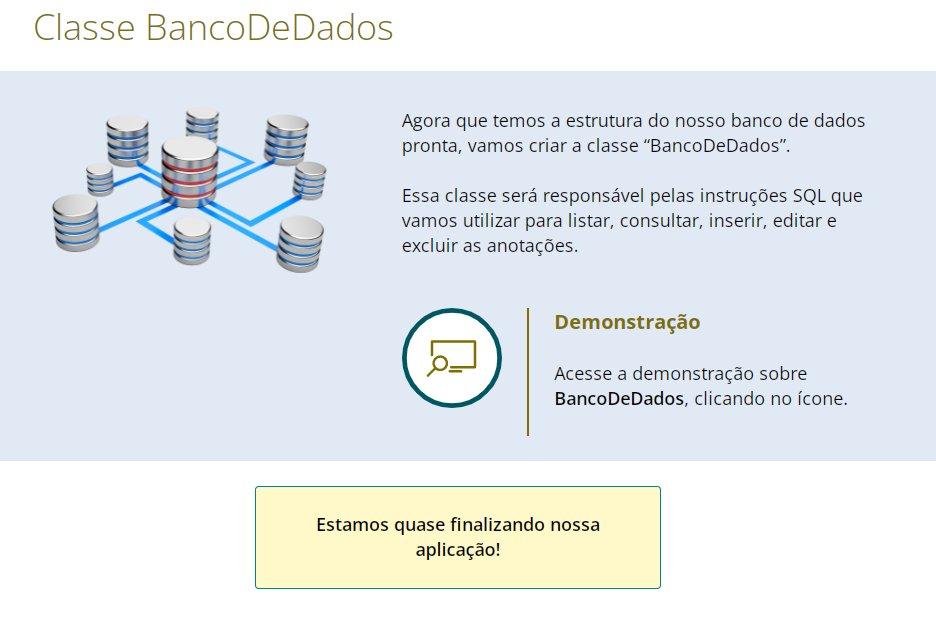 Classe BancoDeDados
Agora que temos a estrutura do nosso banco de dados
pronta, vamos criar a classe “BancoDeDados”.
Essa classe será responsável pelas instruções SQL que
vamos utilizar para listar, consultar, inserir, editar e
excluir as anotações.
Demonstração
Acesse a demonstração sobre
BancoDeDados, clicando no ícone.
Estamos quase finalizando nossa
aplicação!